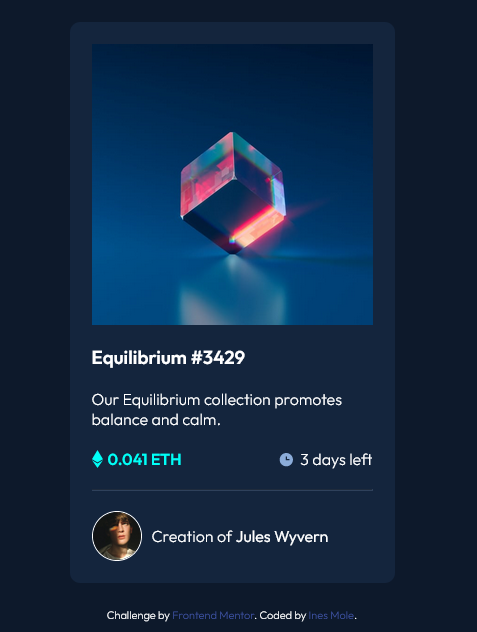 Equilibrium #3429
Our Equilibrium collection promotes
balance and calm.
0.041 ETH
3 days left
Creation of Jules Wyvern
Challenge by Frontend Mentor. Coded by Ines Mole.